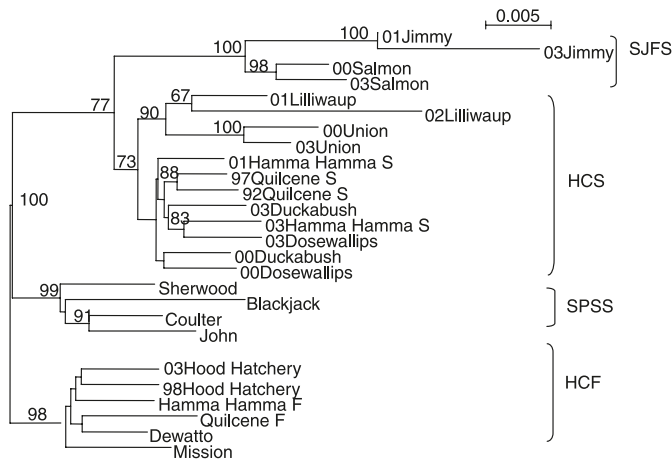 0.005
100
01Jimmy
03Jimmy
SJFS
100
98
00Salmon
03Salmon
77
67
01Lilliwaup
90
02Lilliwaup
100
00Union
03Union
73
01Hamma Hamma S
88
97Quilcene S
92Quilcene S
HCS
03Duckabush
83
03Hamma Hamma S
03Dosewallips
100
00Duckabush
00Dosewallips
99
Sherwood
Blackjack
SPSS
91
Coulter
John
03Hood Hatchery
98Hood Hatchery
HCF
Hamma Hamma F
98
Quilcene F
Dewatto
Mission